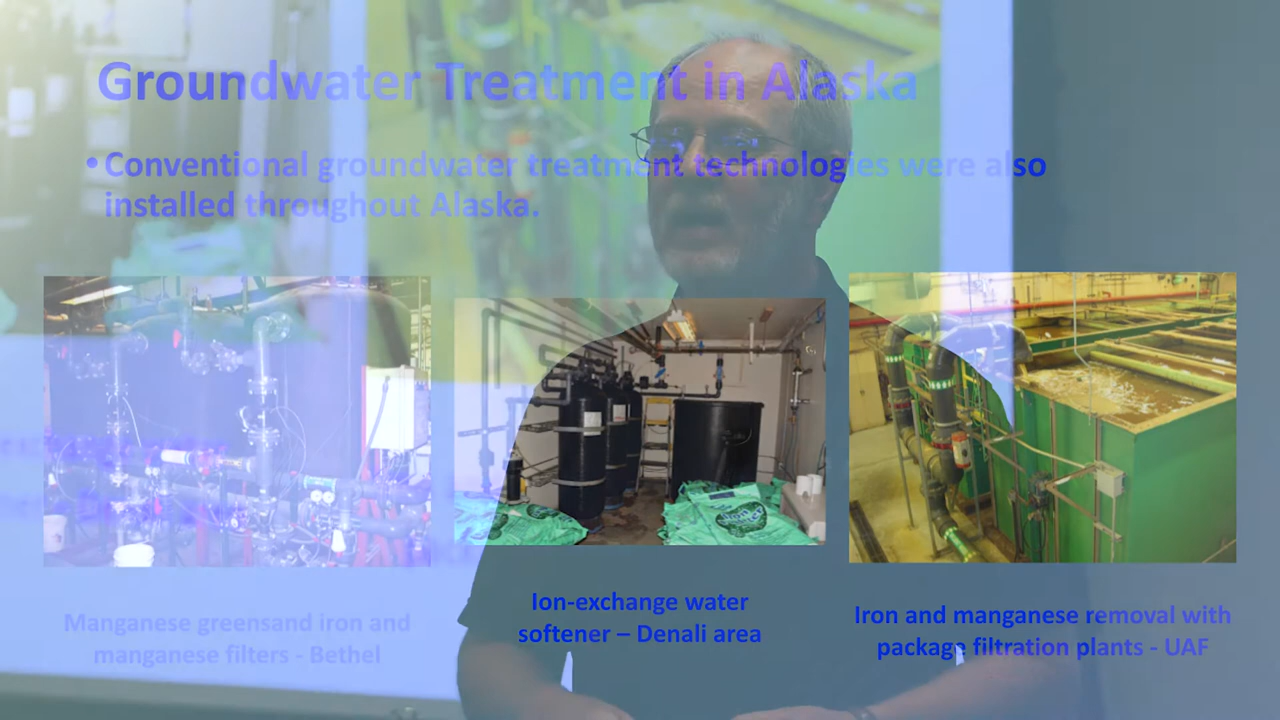 Groundwater Treatment in Alaska
• Conventional groundwater treatment technologies were also
installed throughout Alaska.
Manganese greensand iron and
manganese filters - Bethel
Ion-exchange water
softener – Denali area
Iron and manganese removal with
package filtration plants - UAF